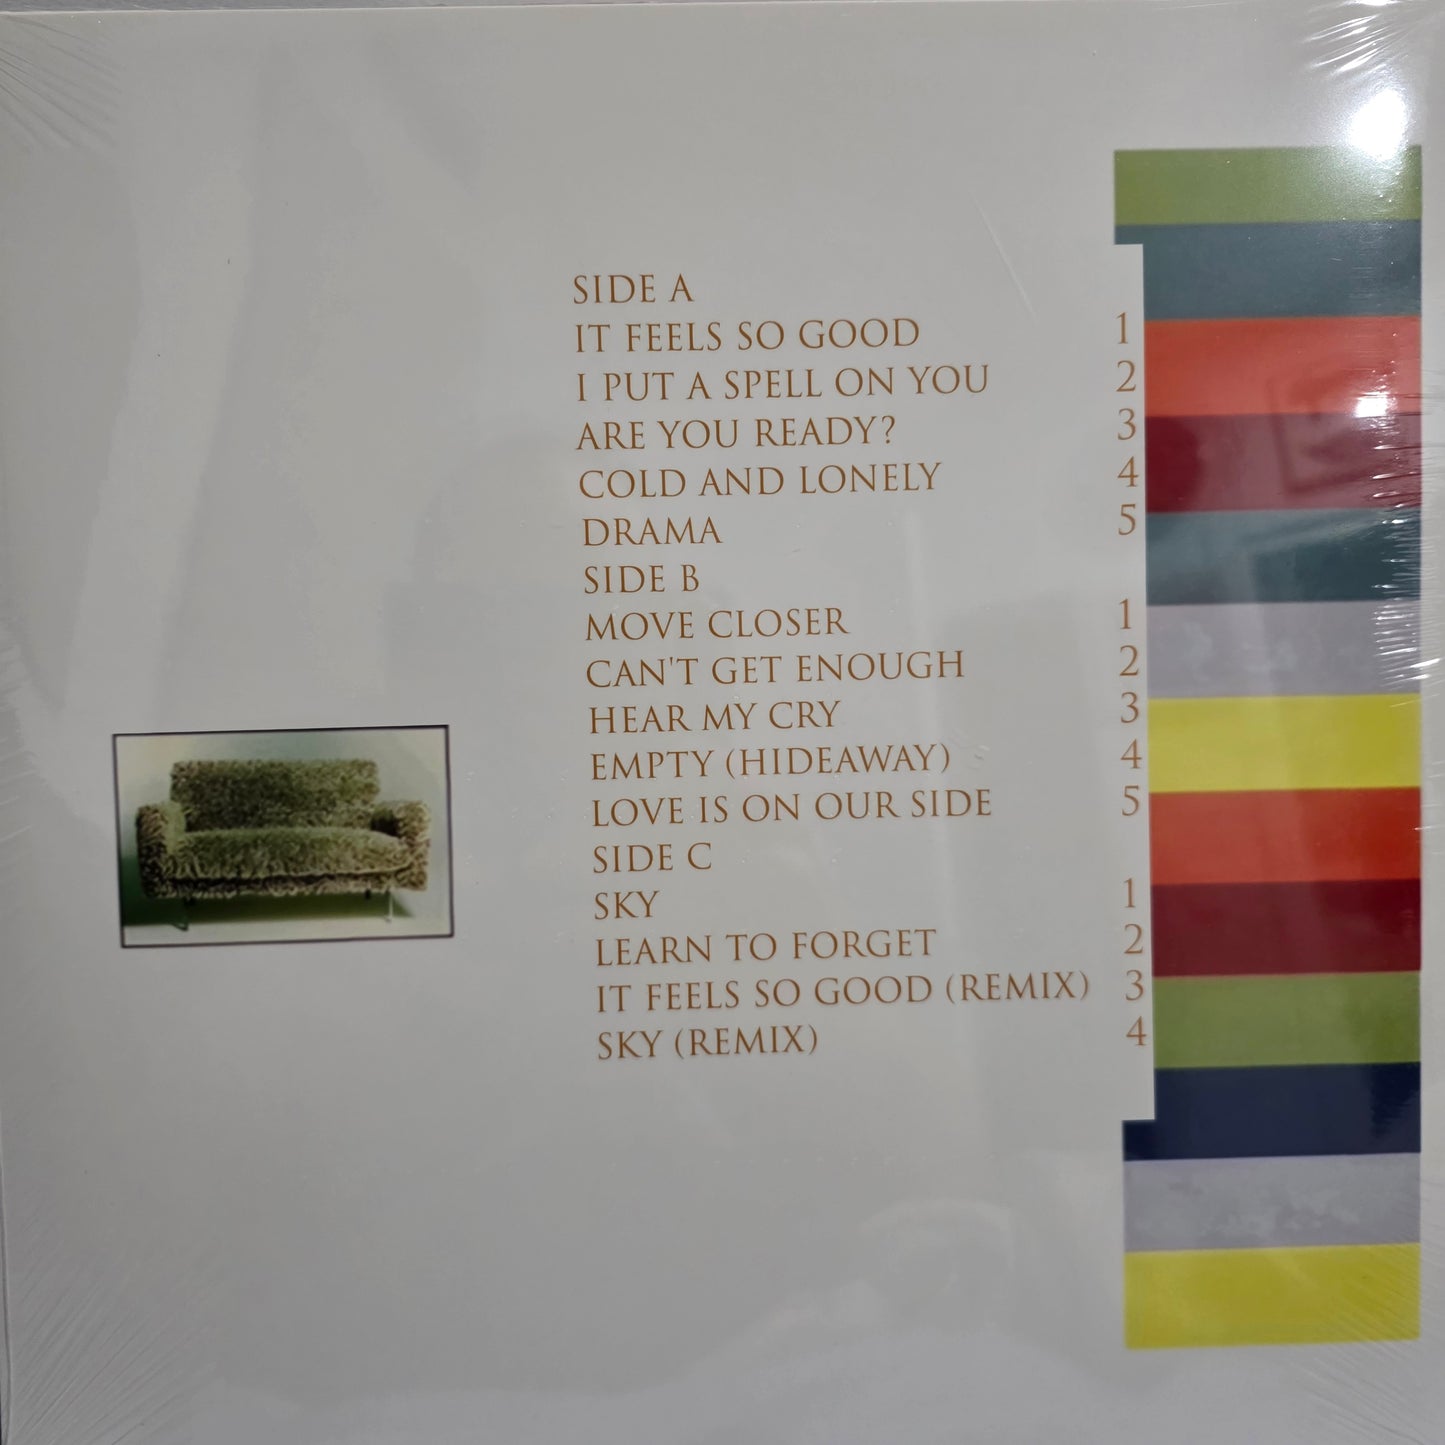 SIDE A
IT FEELS SO GOOD 1
I PUT A SPELL ON YOU 2
ARE YOU READY? 3
COLD AND LONELY 4
DRAMA 5
SIDE B
MOVE CLOSER 1
CAN'T GET ENOUGH 2
HEAR MY CRY 3
EMPTY (HIDEAWAY) 4
LOVE IS ON OUR SIDE 5
SIDE C
SKY 1
LEARN TO FORGET 2
IT FEELS SO GOOD (REMIX) 3
SKY (REMIX) 4